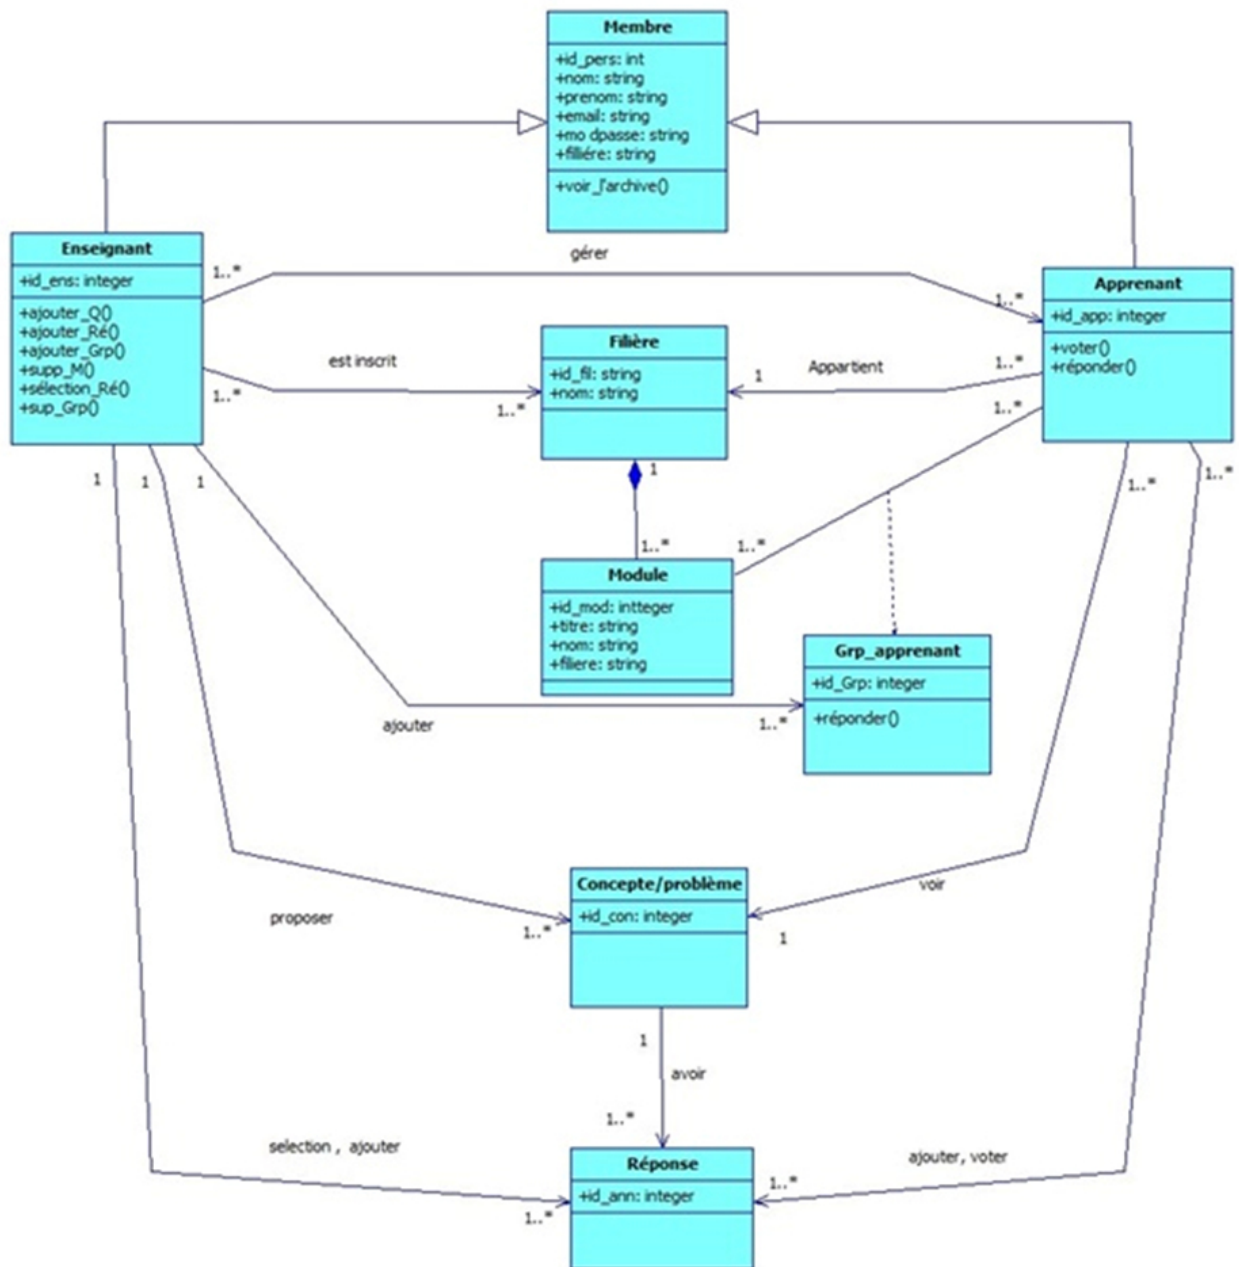 Membre
+id_pers: int
+nom: string
+prenom: string
+email: string
+mo dpasse: string
+filliére: string
+voir_l'archive()
Enseignant
+id_ens: integer
+ajouter_Q()
+ajouter_Ré()
+ajouter_Grp()
+supp_M()
+sélection_Ré()
+sup_Grp()
1..*
gérer
1..*
Apprenant
+id_app: integer
+voter()
+réponder()
Filière
+id_fil: string
+nom: string
est inscrit
1..*
1..*
Appartient
1
1..*
1..*
1
1..*
1..*
Module
+id_mod: intteger
+titre: string
+nom: string
+filiere: string
Grp_apprenant
+id_Grp: integer
+réponder()
1
1
1
1..*
1..*
ajouter
1..*
Concepte/problème
+id_con: integer
proposer
1..*
voir
1
1
avoir
1..*
selection , ajouter
1..*
ajouter, voter
1..*
Réponse
+id_ann: integer